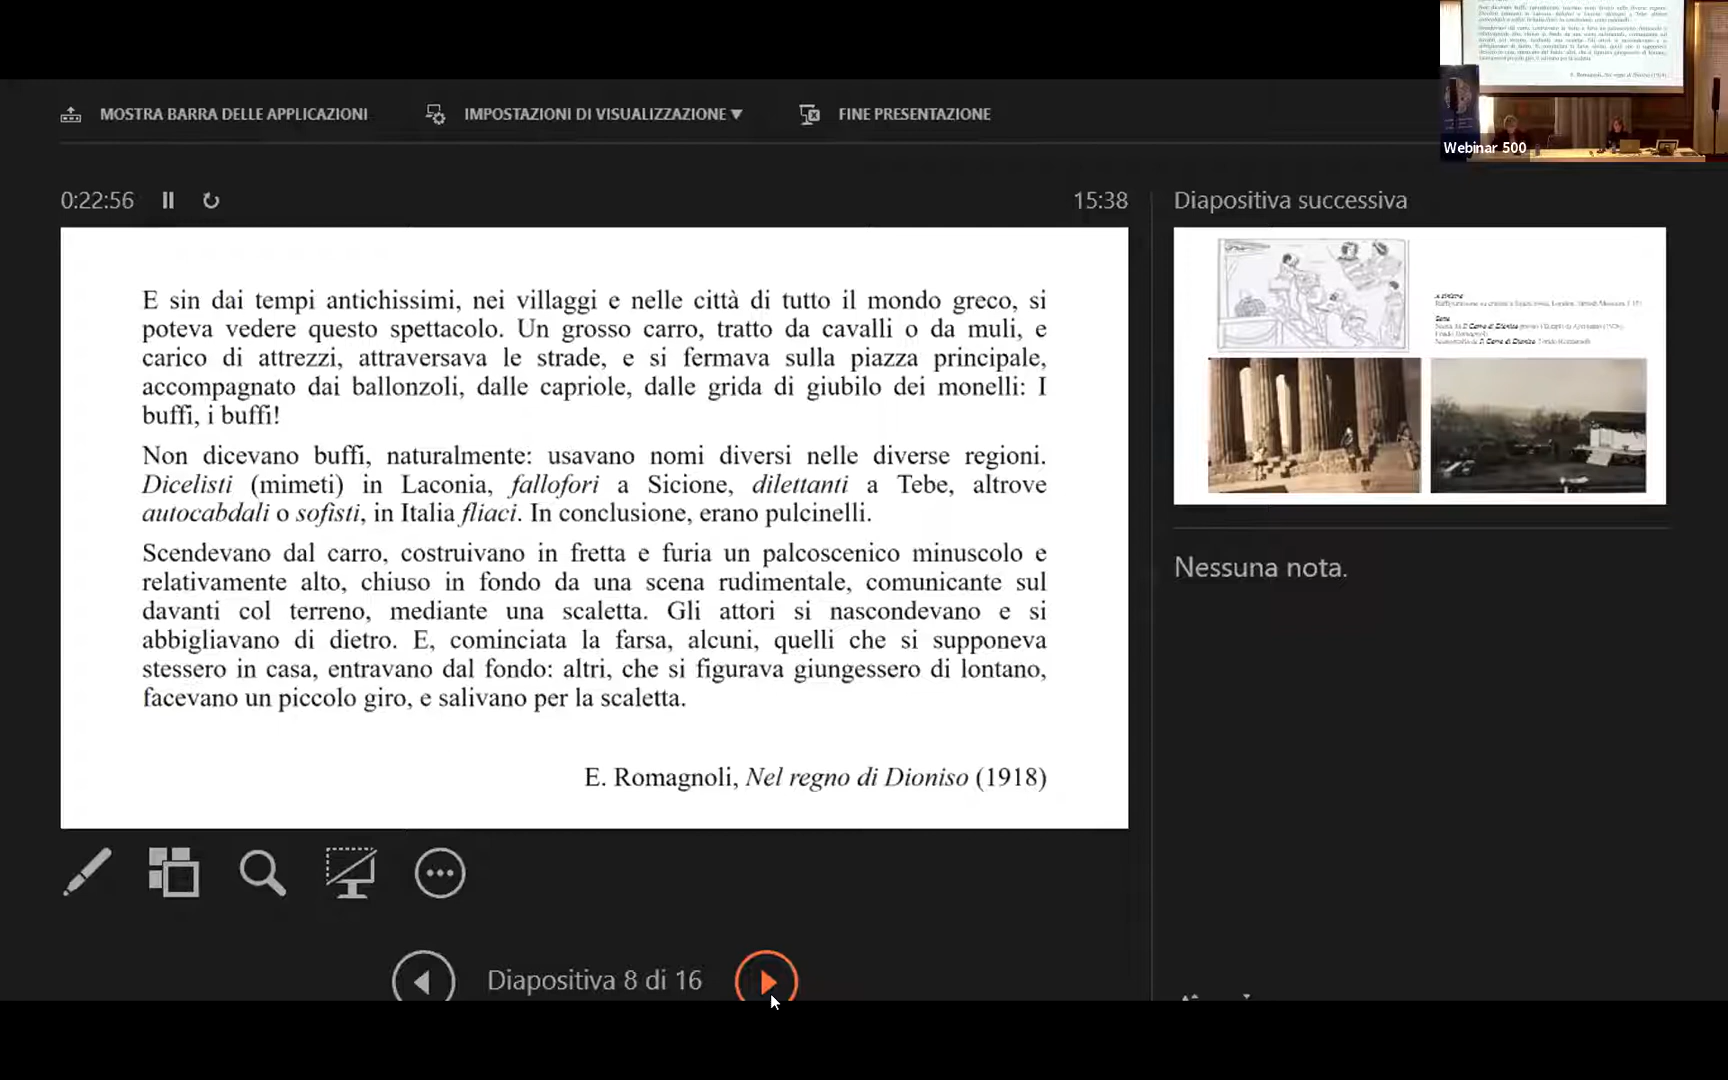 Webinar 500
MOSTRA BARRA DELLE APPLICAZIONI
IMPOSTAZIONI DI VISUALIZZAZIONE
FINE PRESENTAZIONE
0:22:56
15:38
Diapositiva successiva
E sin dai tempi antichissimi, nei villaggi e nelle città di tutto il mondo greco, si
poteva vedere questo spettacolo. Un grosso carro, tratto da cavalli o da muli, e
carico di attrezzi, attraversava le strade, e si fermava sulla piazza principale,
accompagnato dai ballonzoli, dalle capriole, dalle grida di giubilo dei monelli: I
buffi, i buffi!
Non dicevano buffi, naturalmente: usavano nomi diversi nelle diverse regioni.
Dicelisti (mimeti) in Laconia, fallofori a Sicione, dilettanti a Tebe, altrove
autocabdali o sofisti, in Italia fliaci. In conclusione, erano pulcinelli.
Scendevano dal carro, costruivano in fretta e furia un palcoscenico minuscolo e
relativamente alto, chiuso in fondo da una scena rudimentale, comunicante sul
davanti col terreno, mediante una scaletta. Gli attori si nascondevano e si
abbigliavano di dietro. E, cominciata la farsa, alcuni, quelli che si supponeva
stessero in casa, entravano dal fondo: altri, che si figurava giungessero di lontano,
facevano un piccolo giro, e salivano per la scaletta.
E. Romagnoli, Nel regno di Dioniso (1918)
Nessuna nota.
Diapositiva 8 di 16